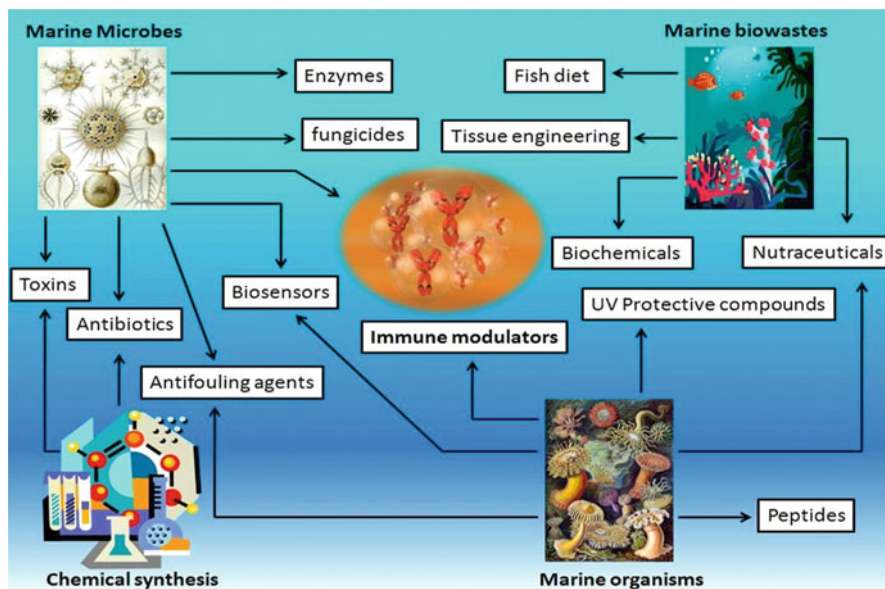 Marine Microbes
Marine biowastes
Enzymes
Fish diet
fungicides
Tissue engineering
Biochemicals
Nutraceuticals
Toxins
Biosensors
UV Protective compounds
Antibiotics
Immune modulators
Antifouling agents
Peptides
Chemical synthesis
Marine organisms